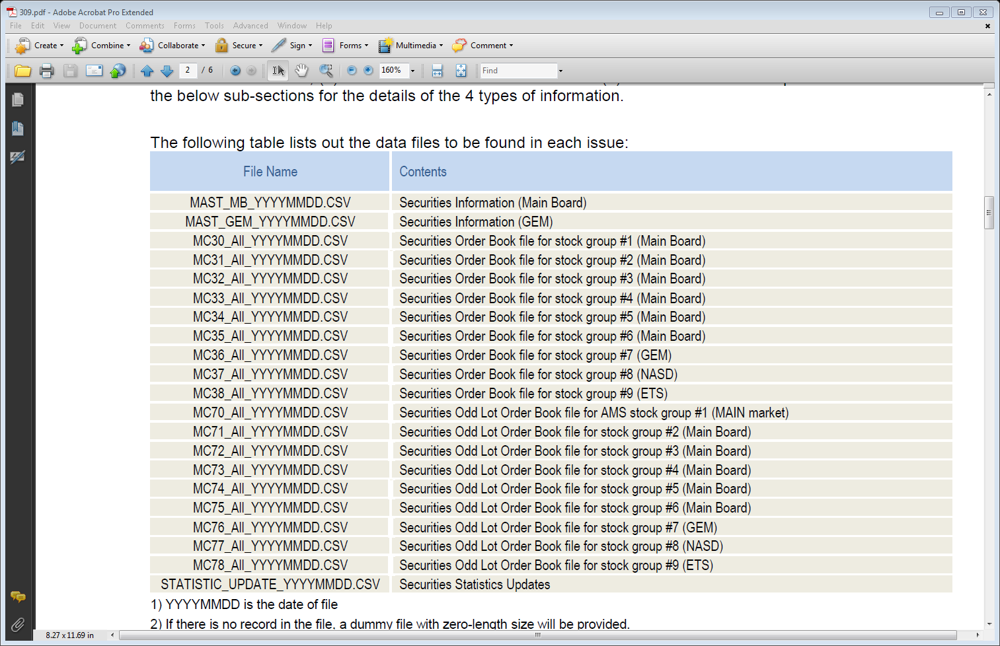 309.pdf - Adobe Acrobat Pro Extended
File Edit View Document Comments Forms Tools Advanced Window Help
Create Combine Collaborate Secure Sign Forms Multimedia Comment
2 / 6 160% Find
the below sub-sections for the details of the 4 types of information.
The following table lists out the data files to be found in each issue:
File Name Contents
MAST_MB_YYYYMMDD.CSV Securities Information (Main Board)
MAST_GEM_YYYYMMDD.CSV Securities Information (GEM)
MC30_All_YYYYMMDD.CSV Securities Order Book file for stock group #1 (Main Board)
MC31_All_YYYYMMDD.CSV Securities Order Book file for stock group #2 (Main Board)
MC32_All_YYYYMMDD.CSV Securities Order Book file for stock group #3 (Main Board)
MC33_All_YYYYMMDD.CSV Securities Order Book file for stock group #4 (Main Board)
MC34_All_YYYYMMDD.CSV Securities Order Book file for stock group #5 (Main Board)
MC35_All_YYYYMMDD.CSV Securities Order Book file for stock group #6 (Main Board)
MC36_All_YYYYMMDD.CSV Securities Order Book file for stock group #7 (GEM)
MC37_All_YYYYMMDD.CSV Securities Order Book file for stock group #8 (NASD)
MC38_All_YYYYMMDD.CSV Securities Order Book file for stock group #9 (ETS)
MC70_All_YYYYMMDD.CSV Securities Odd Lot Order Book file for AMS stock group #1 (MAIN market)
MC71_All_YYYYMMDD.CSV Securities Odd Lot Order Book file for stock group #2 (Main Board)
MC72_All_YYYYMMDD.CSV Securities Odd Lot Order Book file for stock group #3 (Main Board)
MC73_All_YYYYMMDD.CSV Securities Odd Lot Order Book file for stock group #4 (Main Board)
MC74_All_YYYYMMDD.CSV Securities Odd Lot Order Book file for stock group #5 (Main Board)
MC75_All_YYYYMMDD.CSV Securities Odd Lot Order Book file for stock group #6 (Main Board)
MC76_All_YYYYMMDD.CSV Securities Odd Lot Order Book file for stock group #7 (GEM)
MC77_All_YYYYMMDD.CSV Securities Odd Lot Order Book file for stock group #8 (NASD)
MC78_All_YYYYMMDD.CSV Securities Odd Lot Order Book file for stock group #9 (ETS)
STATISTIC_UPDATE_YYYYMMDD.CSV Securities Statistics Updates
1) YYYYMMDD is the date of file
2) If there is no record in the file, a dummy file with zero-length size will be provided.
8.27 x 11.69 in